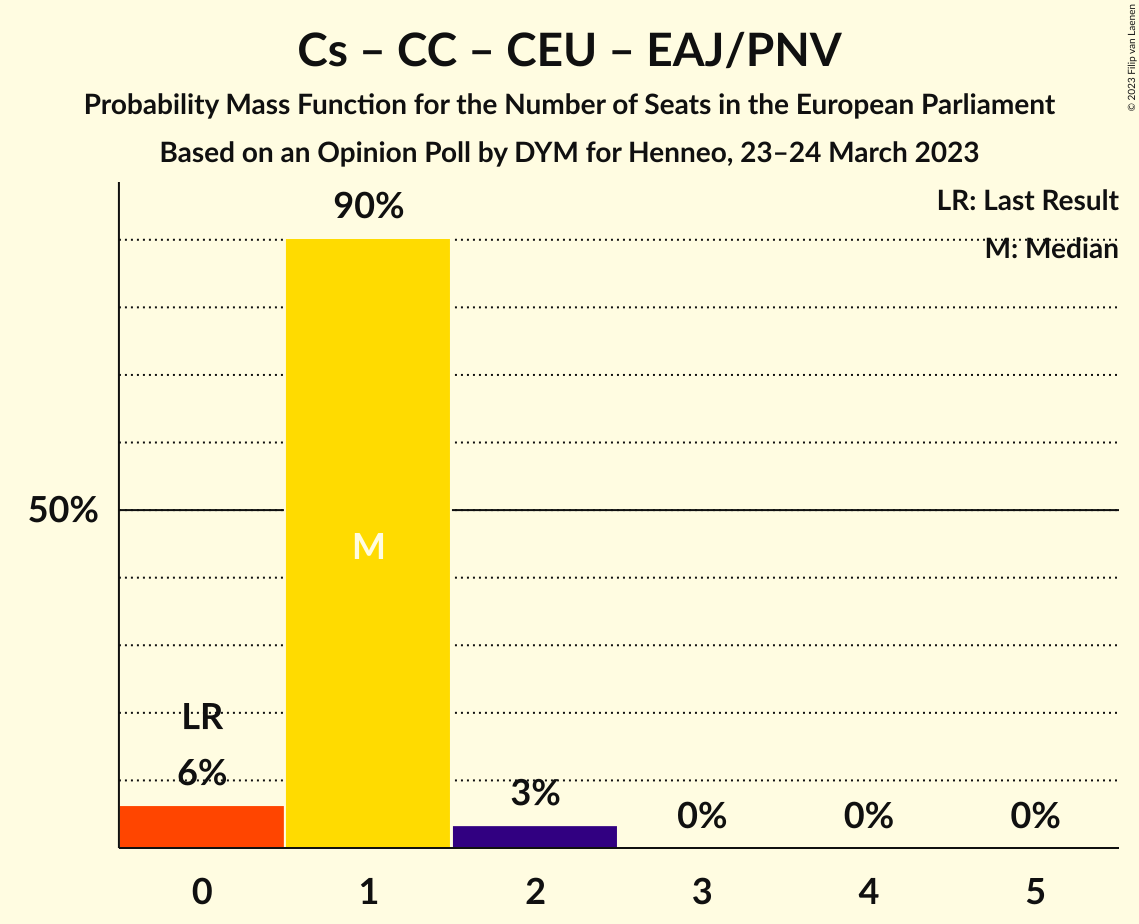 Cs – CC – CEU – EAJ/PNV
Probability Mass Function for the Number of Seats in the European Parliament
Based on an Opinion Poll by DYM for Henneo, 23–24 March 2023
© 2023 Filip van Laenen
LR: Last Result
M: Median
90%
50%
M
LR
6%
3%
0%
0%
0%
0
1
2
3
4
5